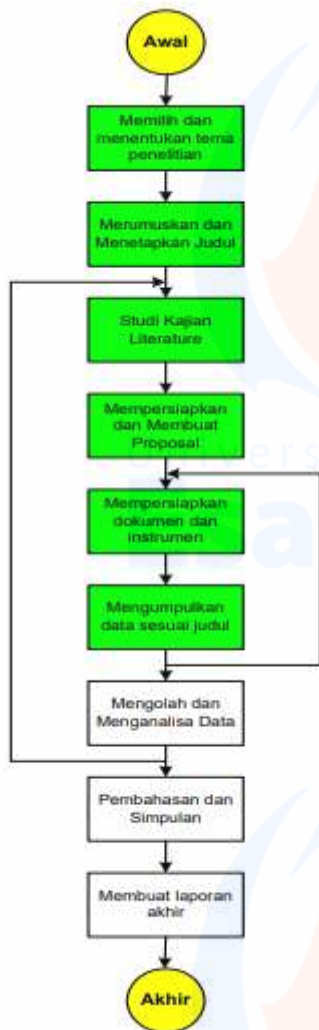 Awal
Memilih dan
menentukan tema
penelitian
Merumuskan dan
Menetapkan Judul
Studi Kajian
Literature
Mempersiapkan
dan Membuat
Proposal
Mempersiapkan
dokumen dan
instrumen
Mengumpulkan
data sesuai judul
Mengolah dan
Menganalisa Data
Pembahasan dan
Simpulan
Membuat laporan
akhir
Akhir